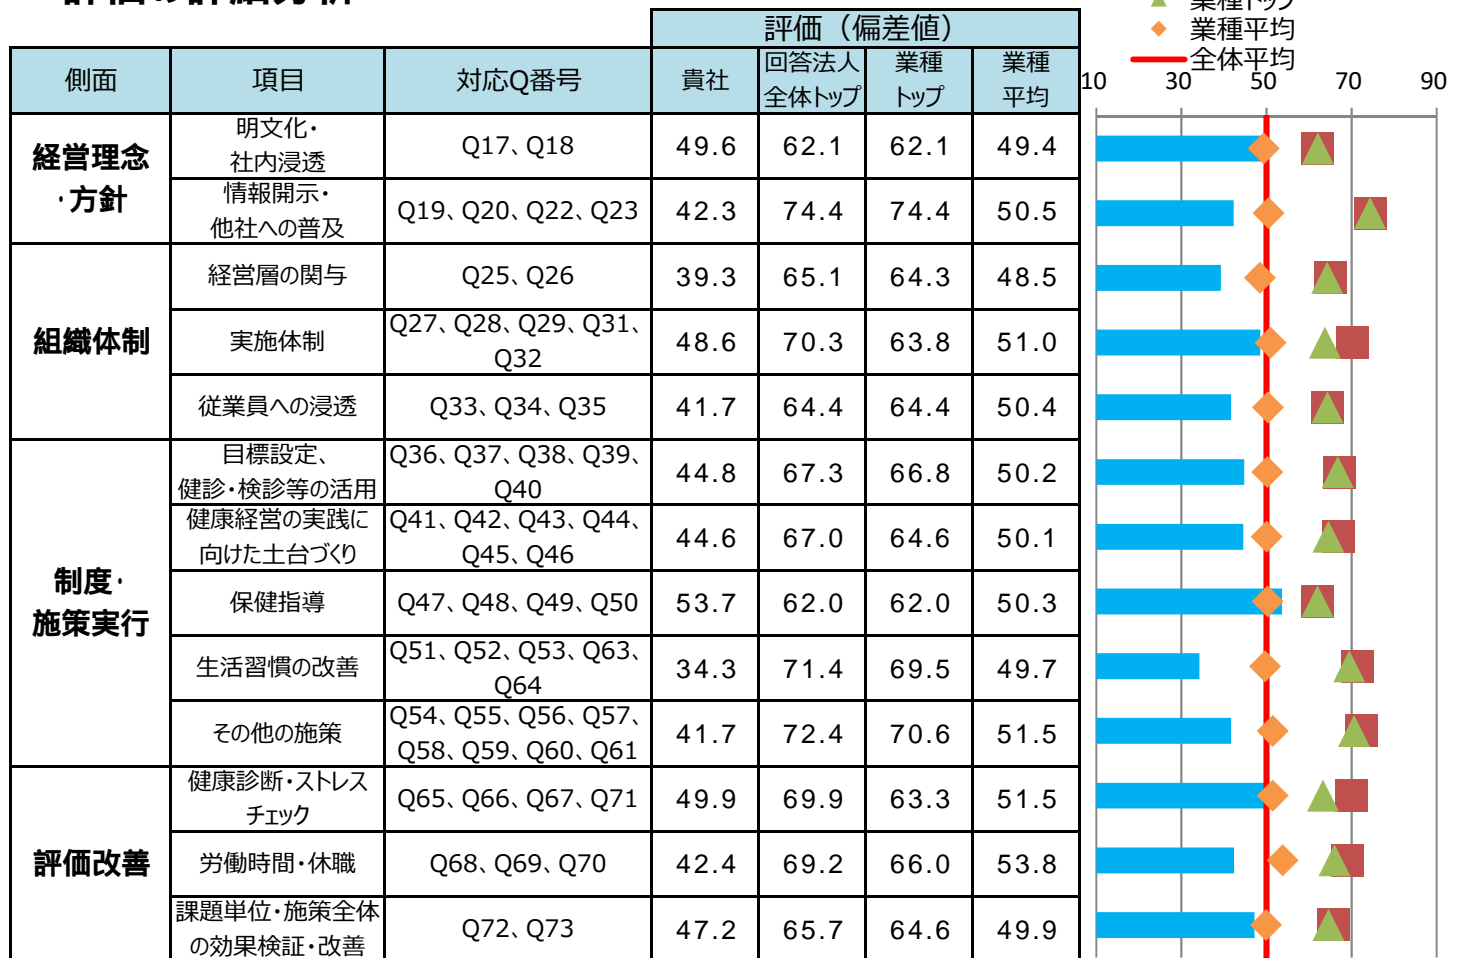 評価の詳細分析
業種トップ
業種平均
全体平均
評価（偏差値）
側面 項目 対応Q番号 貴社 回答法人 業種 業種
全体トップ トップ 平均
10 30 50 70 90
経営理念
・方針
明文化・
社内浸透
Q17、Q18 49.6 62.1 62.1 49.4
情報開示・
他社への普及
Q19、Q20、Q22、Q23 42.3 74.4 74.4 50.5
組織体制
経営層の関与 Q25、Q26 39.3 65.1 64.3 48.5
実施体制
Q27、Q28、Q29、Q31、
Q32
48.6 70.3 63.8 51.0
従業員への浸透 Q33、Q34、Q35 41.7 64.4 64.4 50.4
制度・
施策実行
目標設定、
健診・検診等の活用
Q36、Q37、Q38、Q39、
Q40
44.8 67.3 66.8 50.2
健康経営の実践に
向けた土台づくり
Q41、Q42、Q43、Q44、
Q45、Q46
44.6 67.0 64.6 50.1
保健指導 Q47、Q48、Q49、Q50 53.7 62.0 62.0 50.3
生活習慣の改善
Q51、Q52、Q53、Q63、
Q64
34.3 71.4 69.5 49.7
その他の施策
Q54、Q55、Q56、Q57、
Q58、Q59、Q60、Q61
41.7 72.4 70.6 51.5
評価改善
健康診断・ストレス
チェック
Q65、Q66、Q67、Q71 49.9 69.9 63.3 51.5
労働時間・休職 Q68、Q69、Q70 42.4 69.2 66.0 53.8
課題単位・施策全体
の効果検証・改善
Q72、Q73 47.2 65.7 64.6 49.9